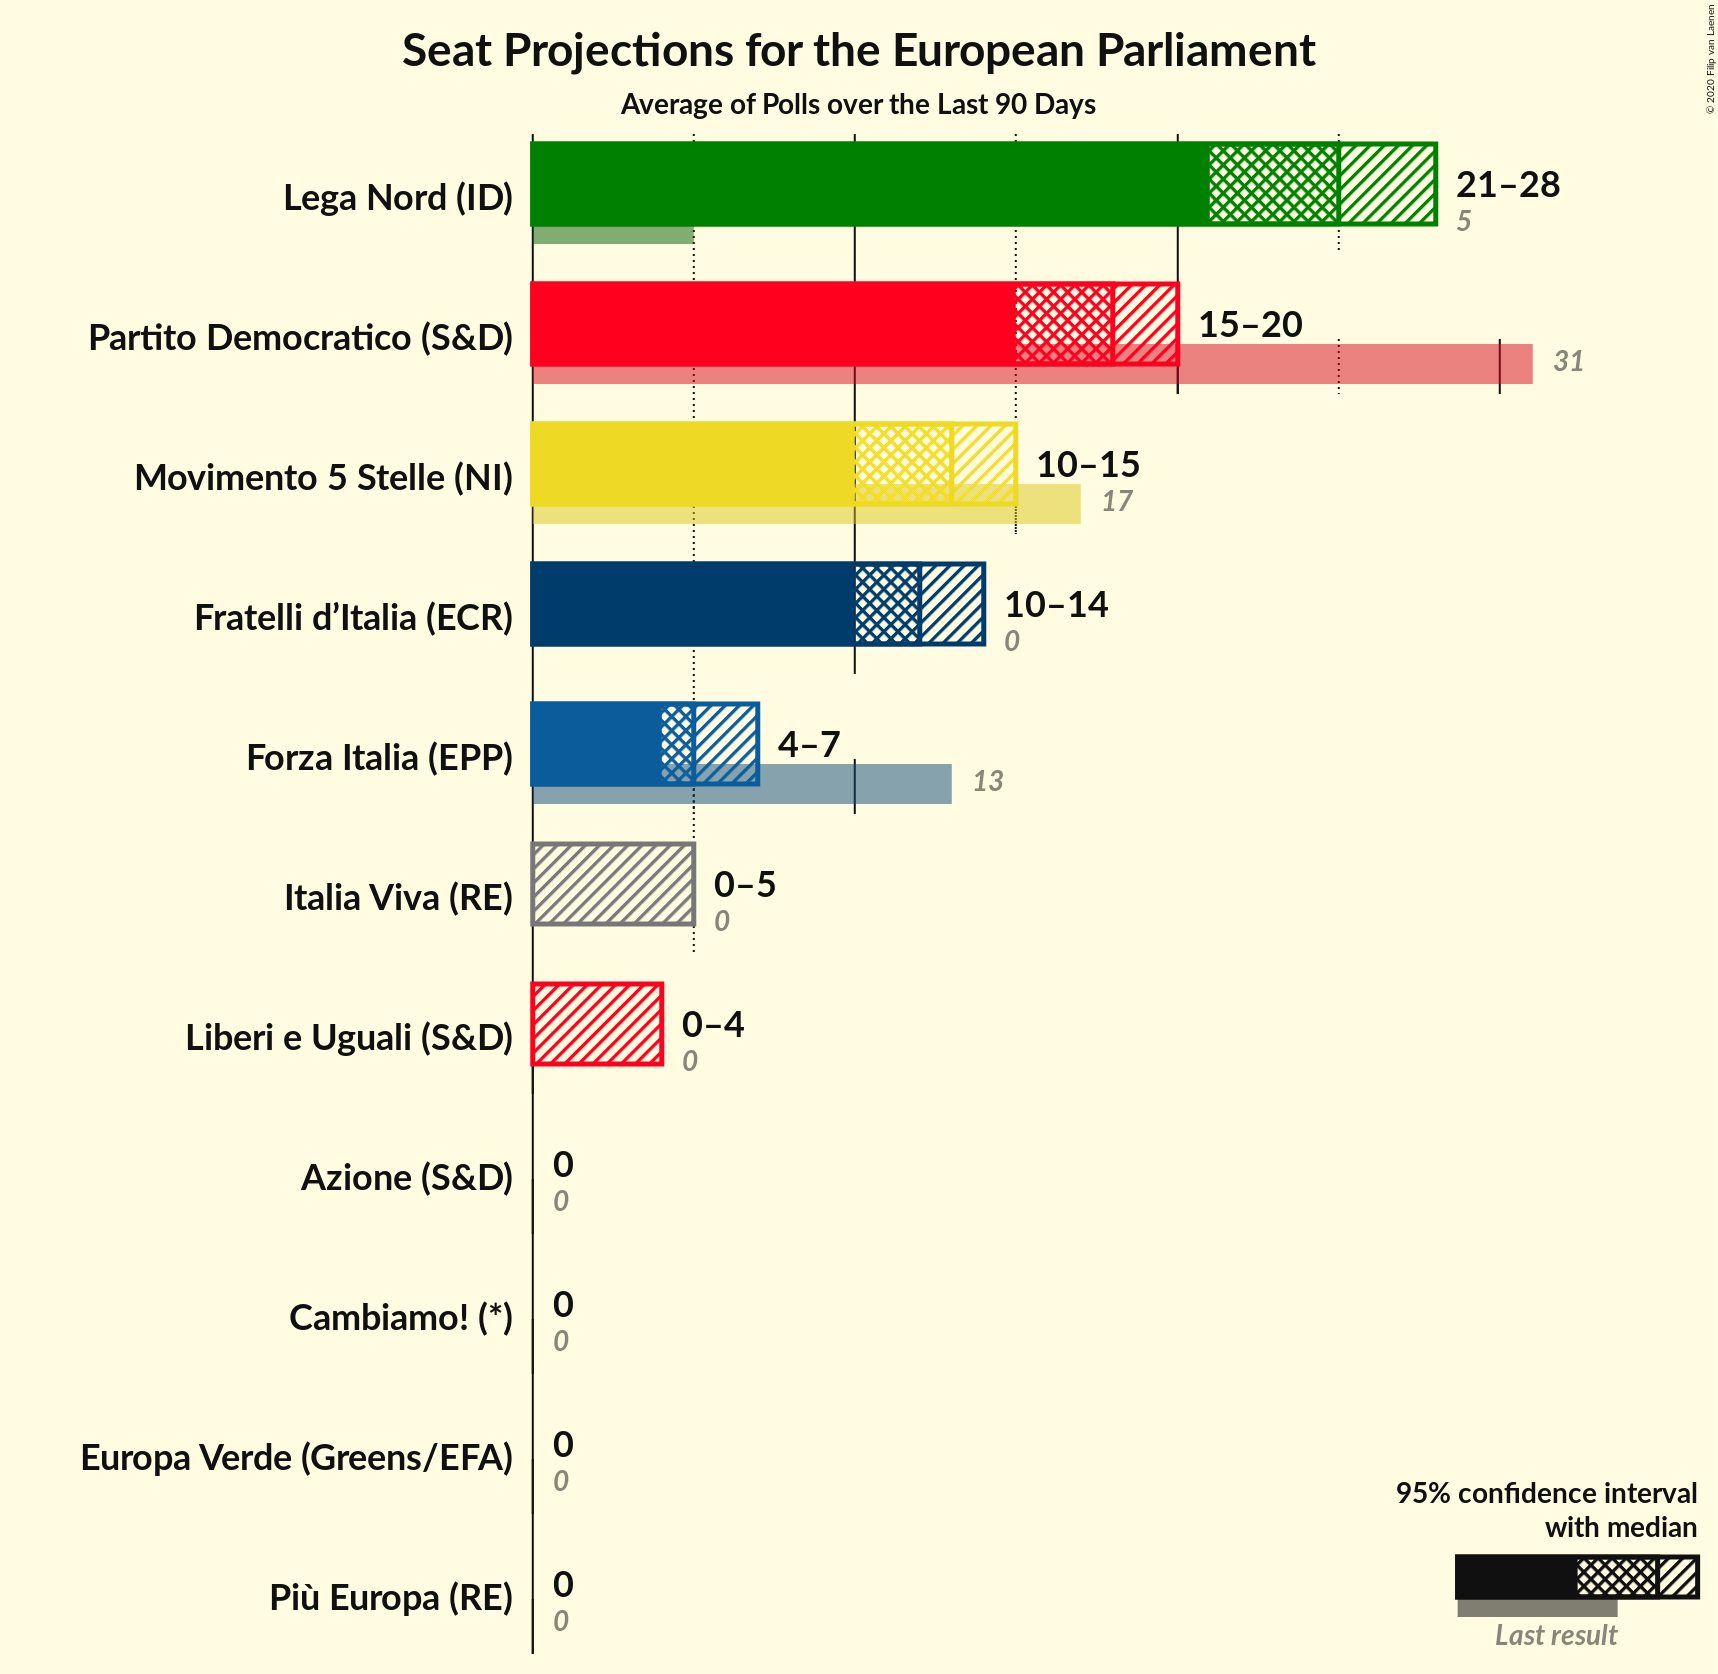 Seat Projections for the European Parliament
Average of Polls over the Last 90 Days
© 2020 Filip van Laenen
Lega Nord (ID)
21–28
5
Partito Democratico (S&D)
15–20
31
Movimento 5 Stelle (NI)
10–15
17
Fratelli d’Italia (ECR)
10–14
0
Forza Italia (EPP)
4–7
13
Italia Viva (RE)
0–5
0
Liberi e Uguali (S&D)
0–4
0
Azione (S&D)
0
0
Cambiamo! (*)
0
0
Europa Verde (Greens/EFA)
0
0
Più Europa (RE)
0
0
95% confidence interval
with median
Last result